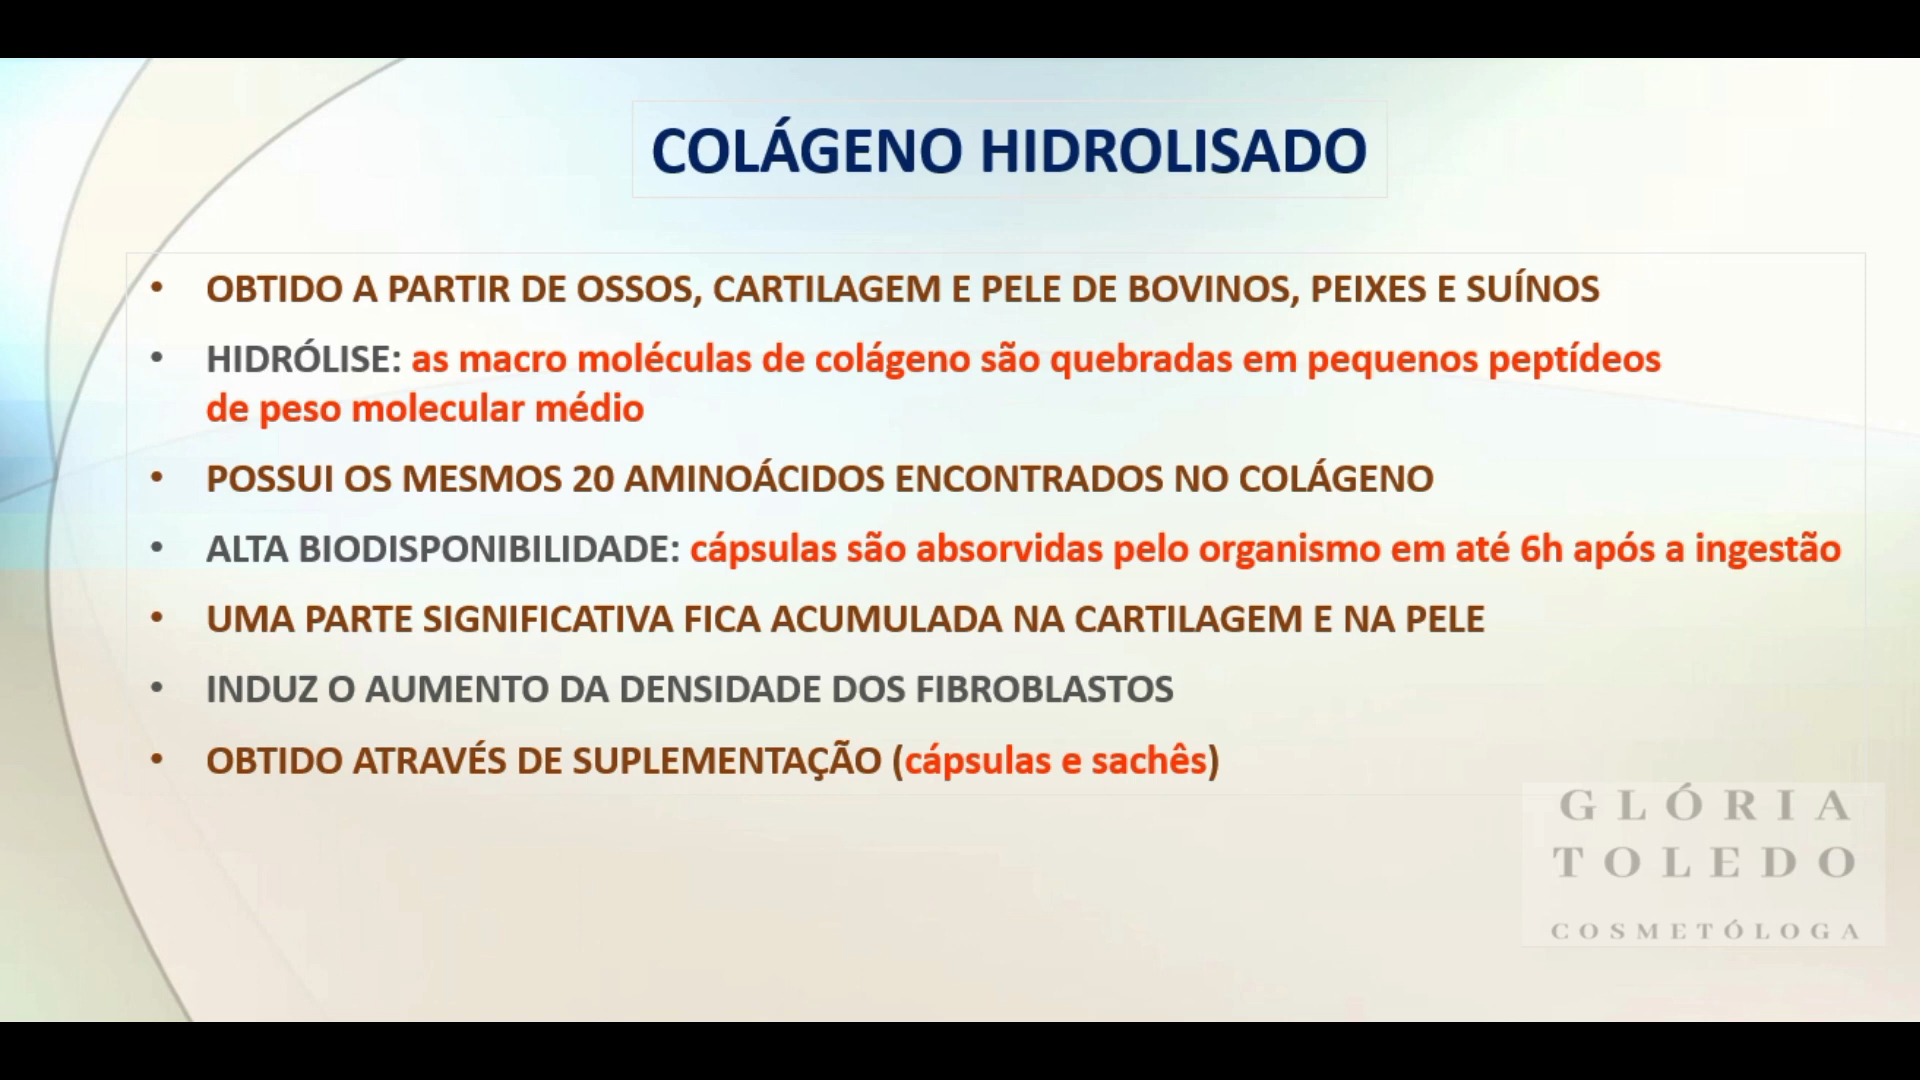 COLÁGENO HIDROLISADO
• OBTIDO A PARTIR DE OSSOS, CARTILAGEM E PELE DE BOVINOS, PEIXES E SUÍNOS
• HIDRÓLISE: as macro moléculas de colágeno são quebradas em pequenos peptídeos
de peso molecular médio
• POSSUI OS MESMOS 20 AMINOÁCIDOS ENCONTRADOS NO COLÁGENO
• ALTA BIODISPONIBILIDADE: cápsulas são absorvidas pelo organismo em até 6h após a ingestão
• UMA PARTE SIGNIFICATIVA FICA ACUMULADA NA CARTILAGEM E NA PELE
• INDUZ O AUMENTO DA DENSIDADE DOS FIBROBLASTOS
• OBTIDO ATRAVÉS DE SUPLEMENTAÇÃO (cápsulas e sachês)
GLÓRIA
TOLEDO
COSMETÓLOGA